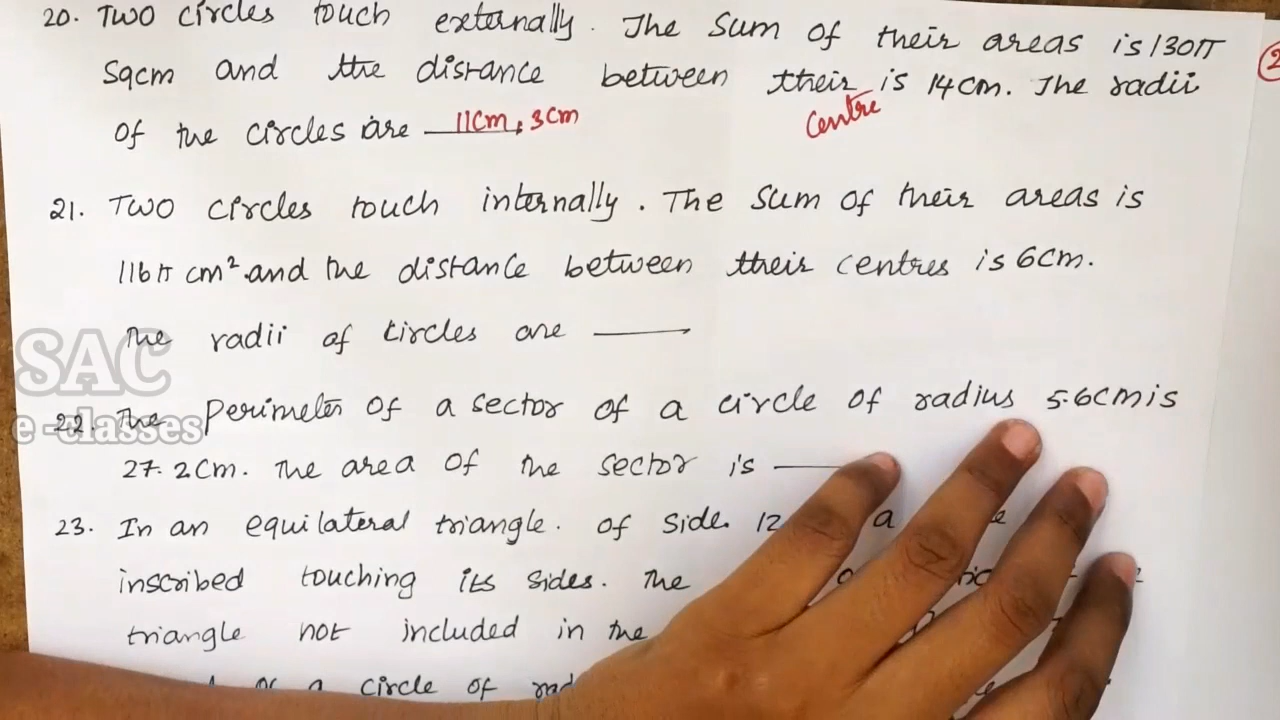 20. Two circles touch externally. The Sum of their areas is 130π
Sqcm and the distance between their is 14cm. The radii
centre
of the circles are 11cm, 3cm
21. Two circles touch internally. The Sum of their areas is
116π cm². and the distance between their centres is 6cm.
The radii of circles are ———
SAC
22. The Perimeter of a sector of a circle of radius 5.6cm is
e-classes
27.2cm. The area of the sector is ———
23. In an equilateral triangle. of side. 12 a
inscribed touching its sides. The
triangle not included in the
of a circle of rad